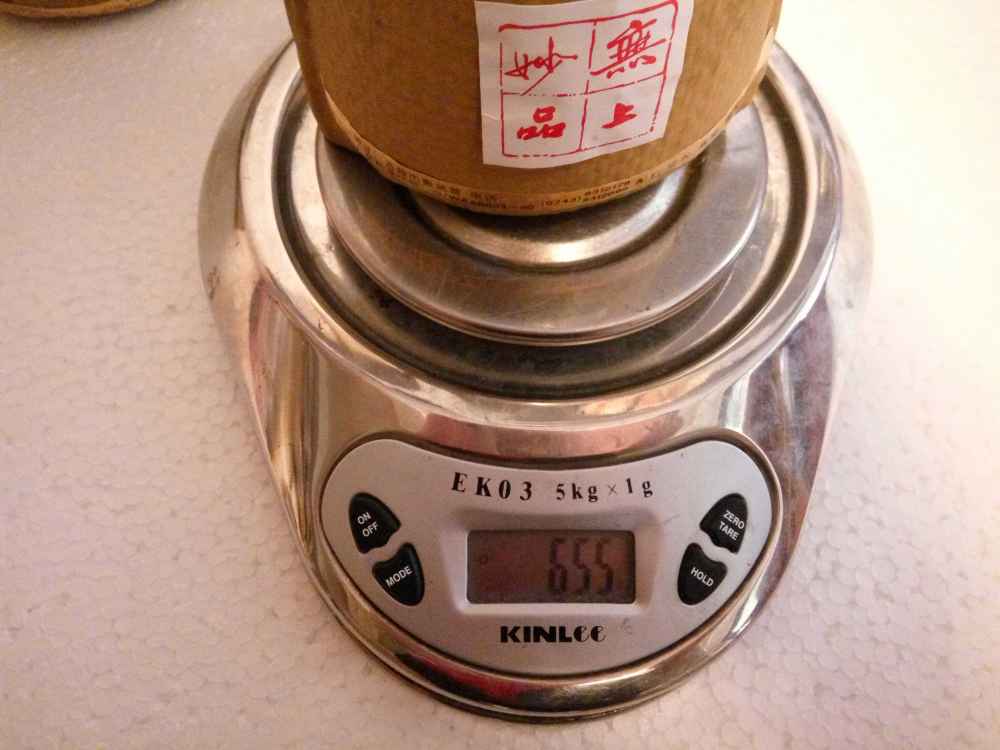 無上
妙品
EK03 5kg×1g
ON
OFF
MODE
ZERO
TARE
HOLD
655
KINLee